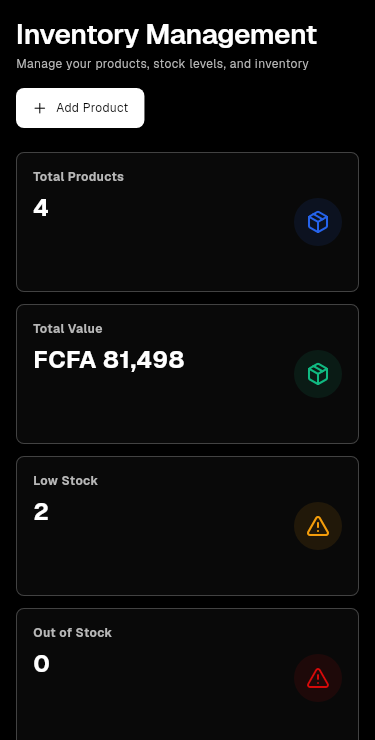 Inventory Management
Manage your products, stock levels, and inventory
Add Product
Total Products
4
Total Value
FCFA 81,498
Low Stock
2
Out of Stock
0